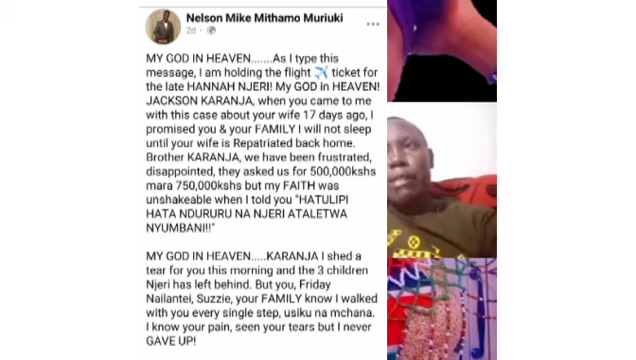 Nelson Mike Mithamo Muriuki
2d
MY GOD IN HEAVEN.......As I type this
message, I am holding the flight ✈️ ticket for
the late HANNAH NJERI! My GOD in HEAVEN!
JACKSON KARANJA, when you came to me
with this case about your wife 17 days ago, I
promised you & your FAMILY I will not sleep
until your wife is Repatriated back home.
Brother KARANJA, we have been frustrated,
disappointed, they asked us for 500,000kshs
mara 750,000kshs but my FAITH was
unshakeable when I told you "HATULIPI
HATA NDURURU NA NJERI ATALETWA
NYUMBANI!!"
MY GOD IN HEAVEN.....KARANJA I shed a
tear for you this morning and the 3 children
Njeri has left behind. But you, Friday
Nailantei, Suzzie, your FAMILY know I walked
with you every single step, usiku na mchana.
I know your pain, seen your tears but I never
GAVE UP!